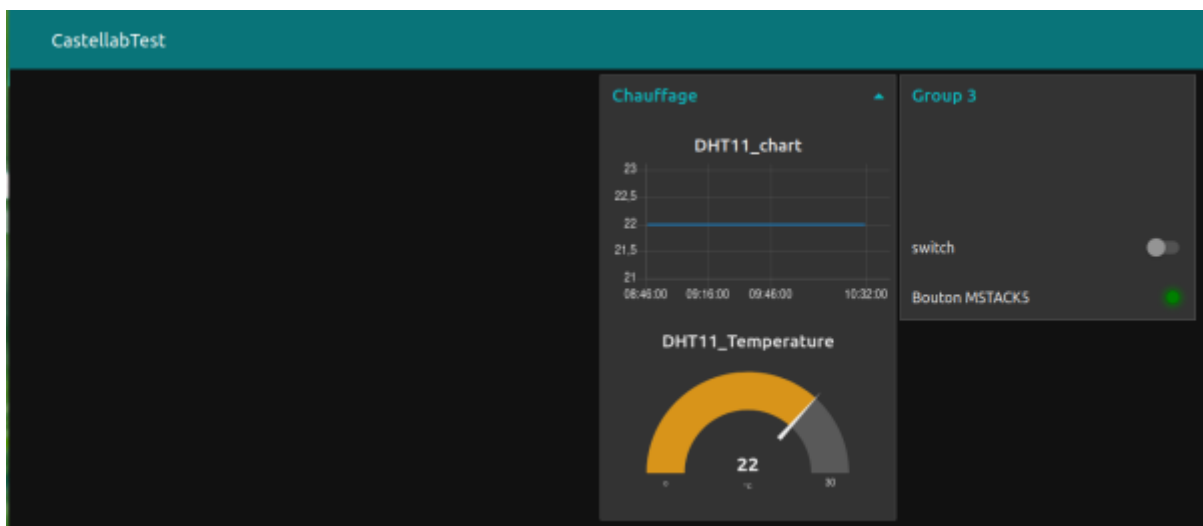 CastellabTest
Chauffage
DHT11_chart
23
22,5
22
21,5
21
08:46:00 09:16:00 09:46:00 10:32:00
DHT11_Temperature
22
0 °C 30
Group 3
switch
Bouton MSTACK5